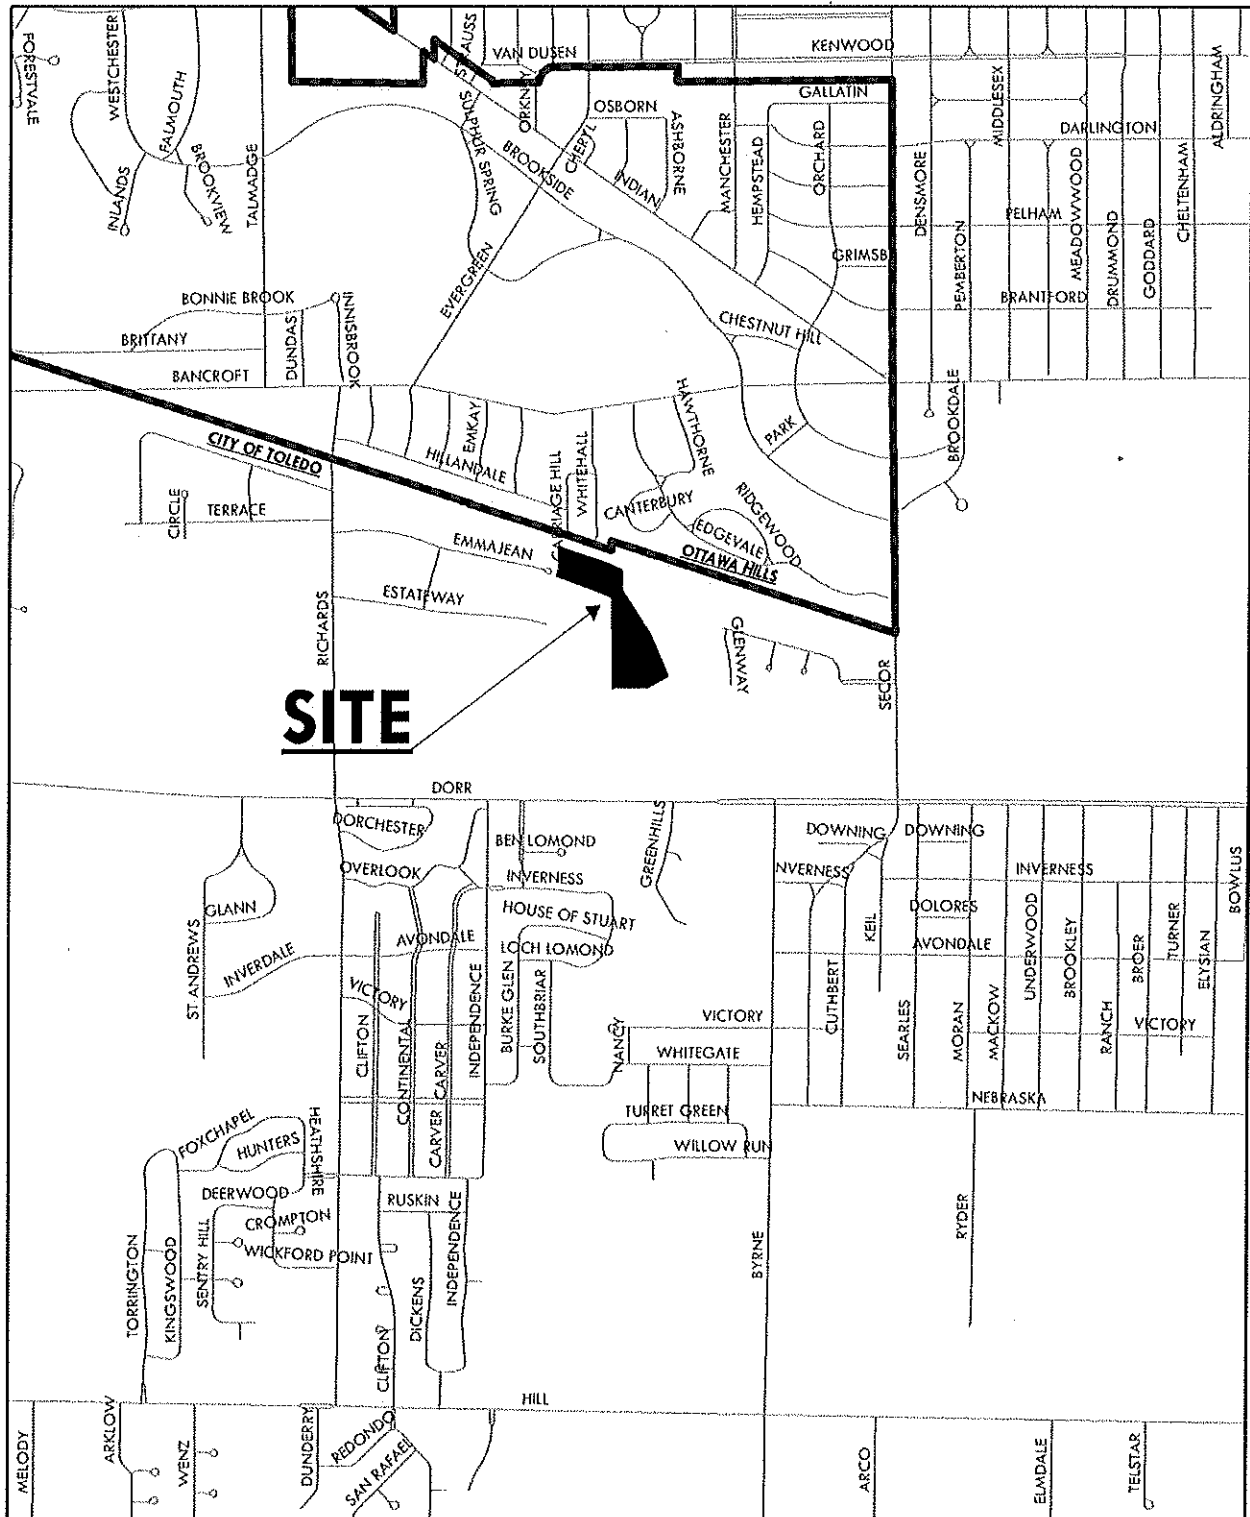 FORESTVALE
WESTCHESTER
FALMOUTH
INLANDS
BROOKVIEW
TALMADGE
VAN DUSEN
ORKNEY
SULPHUR SPRING
BROOKSIDE
CHERYL
OSBORN
INDIAN
ASHBORNE
MANCHESTER
HEMPSTEAD
ORCHARD
KENWOOD
GALLATIN
GRIMSB
DENSMORE
MIDDLESEX
DARLINGTON
ALDRINGHAM
PEMBERTON
PELHAM
MEADOWWOOD
DRUMMOND
GODDARD
CHELTENHAM
BRANTFORD
EVERGREEN
BONNIE BROOK
INNISBROOK
DUNDAS
BRITTANY
BANCROFT
CHESTNUT HILL
CITY OF TOLEDO
HILLANDALE
EMKAY
WHITEHALL
HAWTHORNE
PARK
BROOKDALE
CIRCLE
TERRACE
CANTERBURY
RIDGEWOOD
EDGEVALE
OTTAWA HILLS
EMMAJEAN
ESTATEWAY
RICHARDS
GLENWAY
SECOR
SITE
DORR
DORCHESTER
OVERLOOK
BEN LOMOND
INVERNESS
HOUSE OF STUART
LOCH LOMOND
GREENHILLS
DOWNING
DOWNING
NVERNESS
INVERNESS
BOWLUS
GLANN
ST. ANDREWS
INVERDALE
AVONDALE
VICTORY
CLIFTON
CONTINENTAL
CARVER
CARVER
INDEPENDENCE
BURKE GLEN
SOUTHBRIAR
NANCY
VICTORY
WHITEGATE
TURRET GREEN
WILLOW RUN
KEIL
CUTHBERT
DOLORES
AVONDALE
SEARLES
MORAN
MACKOW
UNDERWOOD
BROOKLEY
RANCH
BROER
TURNER
ELYSIAN
VICTORY
NEBRASKA
FOXCHAPEL
HUNTERS
HEATHSHIRE
DEERWOOD
CROMPTON
WICKFORD POINT
SENTRY HILL
TORRINGTON
KINGSWOOD
RUSKIN
INDEPENDENCE
DICKENS
CLIFTON
BYRNE
RYDER
HILL
MELODY
ARKLOW
WENZ
DUNDERRY
REDONDO
SAN RAFAEL
ARCO
ELMDALE
TELSTAR